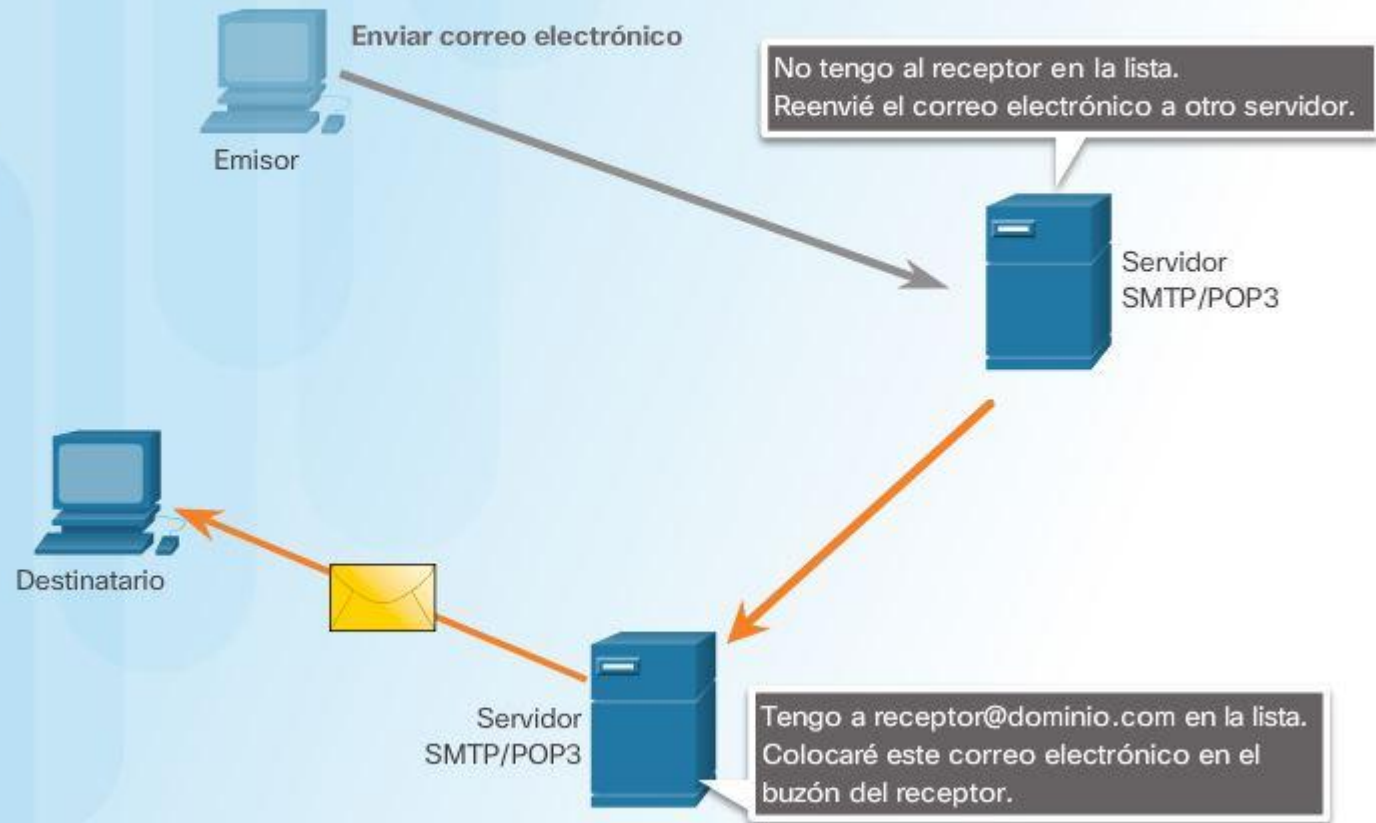 Enviar correo electrónico
No tengo al receptor en la lista.
Reenvié el correo electrónico a otro servidor.
Emisor
Servidor
SMTP/POP3
Destinatario
Servidor
SMTP/POP3
Tengo a receptor@dominio.com en la lista.
Colocaré este correo electrónico en el
buzón del receptor.